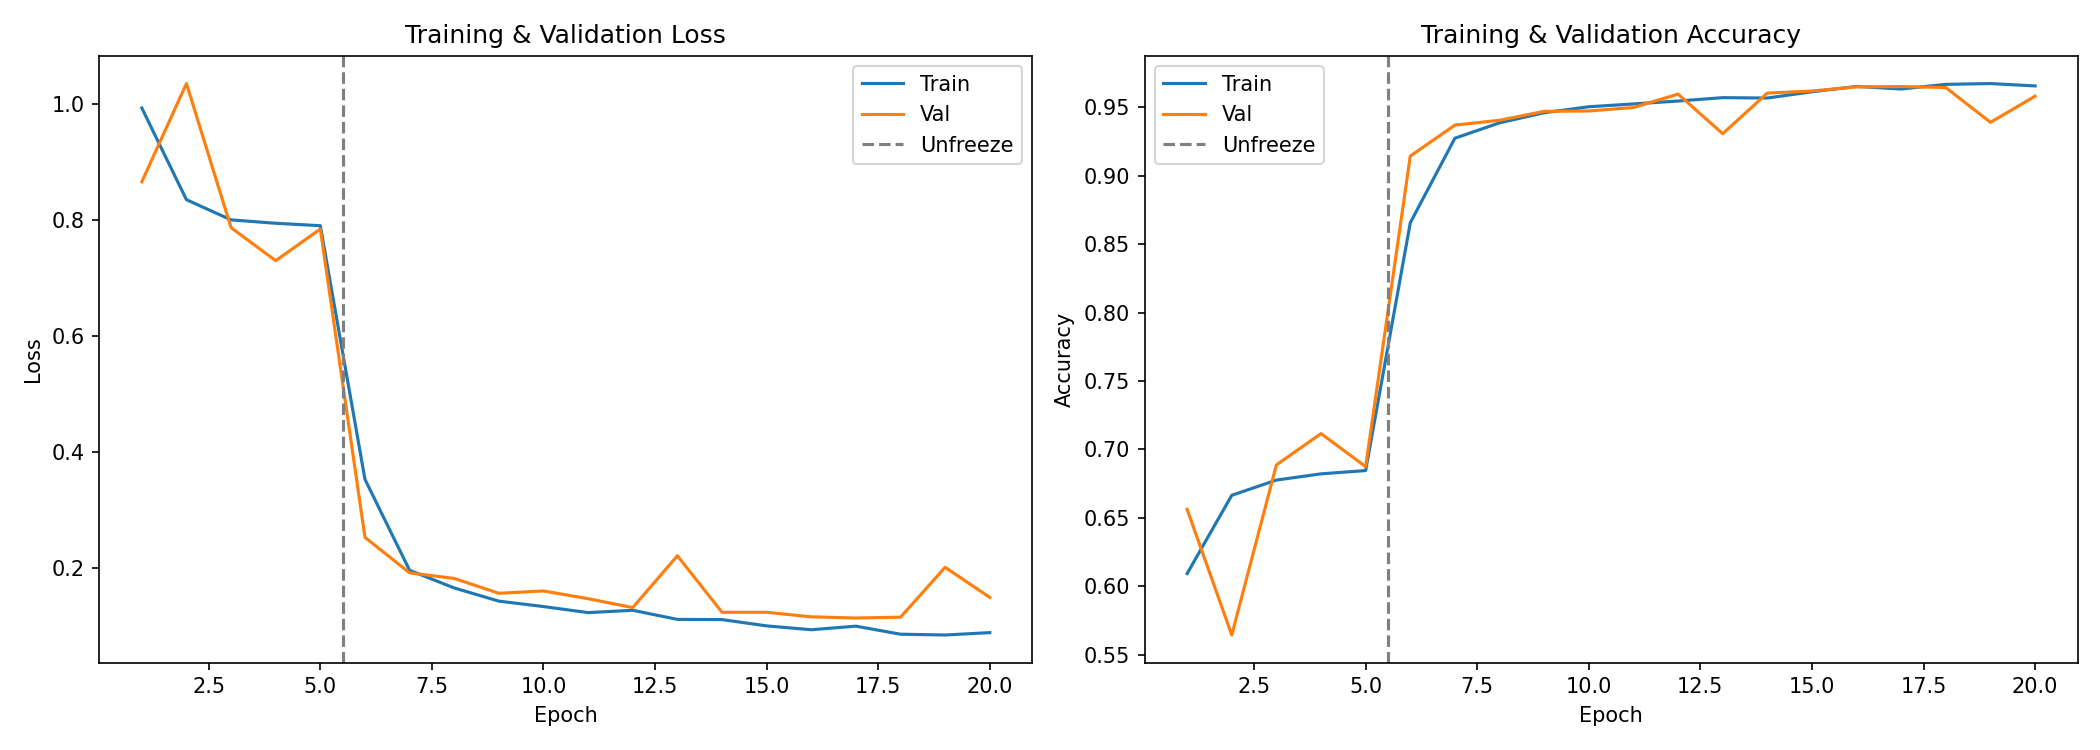 Training & Validation Loss
Loss
1.0
0.8
0.6
0.4
0.2
2.5 5.0 7.5 10.0 12.5 15.0 17.5 20.0
Epoch
Train
Val
Unfreeze
Training & Validation Accuracy
Accuracy
0.95
0.90
0.85
0.80
0.75
0.70
0.65
0.60
0.55
2.5 5.0 7.5 10.0 12.5 15.0 17.5 20.0
Epoch
Train
Val
Unfreeze